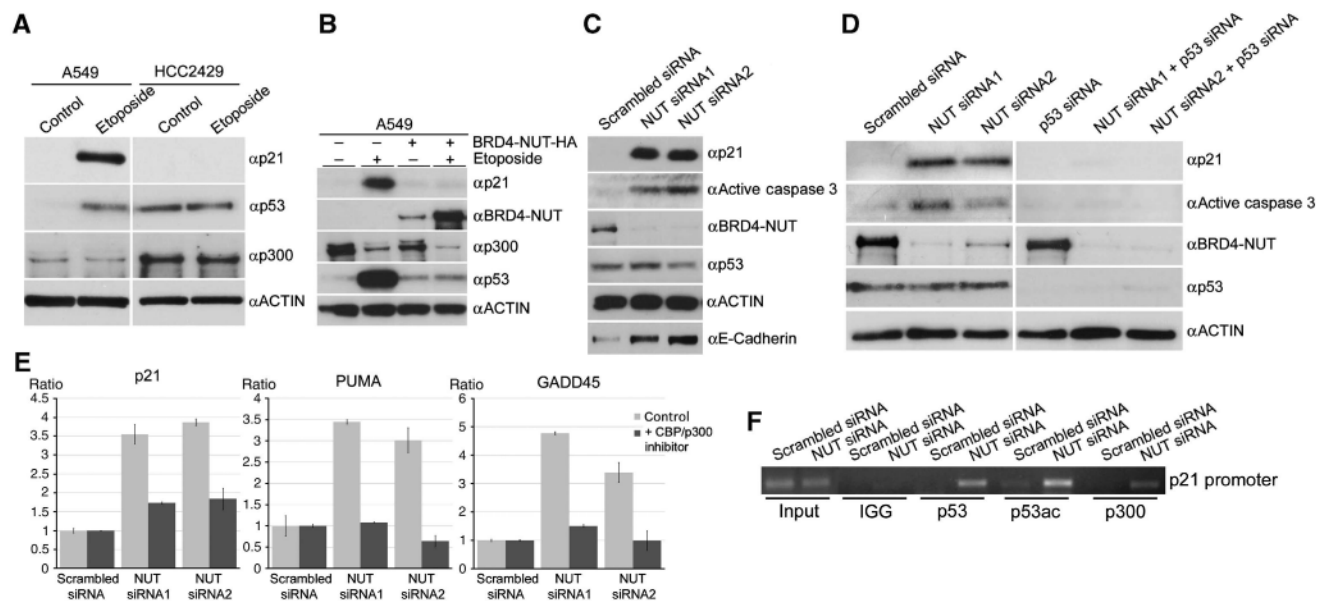 A
A549 HCC2429
Control Etoposide Control Etoposide
αp21
αp53
αp300
αACTIN
B
A549
– – + + BRD4-NUT-HA
– + – + Etoposide
αp21
αBRD4-NUT
αp300
αp53
αACTIN
C
Scrambled siRNA
NUT siRNA1
NUT siRNA2
αp21
αActive caspase 3
αBRD4-NUT
αp53
αACTIN
αE-Cadherin
D
Scrambled siRNA
NUT siRNA1
NUT siRNA2
p53 siRNA
NUT siRNA1 + p53 siRNA
NUT siRNA2 + p53 siRNA
αp21
αActive caspase 3
αBRD4-NUT
αp53
αACTIN
E
Ratio p21
4.5
4
3.5
3
2.5
2
1.5
1
0.5
0
Scrambled siRNA
NUT siRNA1
NUT siRNA2
Ratio PUMA
4
3.5
3
2.5
2
1.5
1
0.5
0
Scrambled siRNA
NUT siRNA1
NUT siRNA2
Ratio GADD45
6
5
4
3
2
1
0
Scrambled siRNA
NUT siRNA1
NUT siRNA2
Control
+ CBP/p300
inhibitor
F
Scrambled siRNA
NUT siRNA
Scrambled siRNA
NUT siRNA
Scrambled siRNA
NUT siRNA
Scrambled siRNA
NUT siRNA
Scrambled siRNA
NUT siRNA
p21 promoter
Input IGG p53 p53ac p300